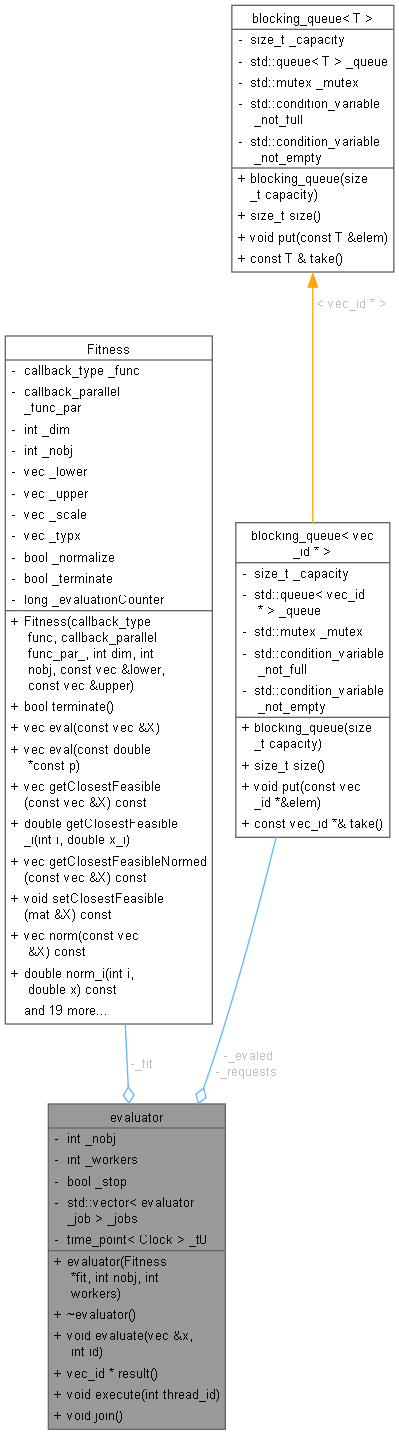 blocking_queue< T >
- size_t _capacity
- std::queue< T > _queue
- std::mutex _mutex
- std::condition_variable
_not_full
- std::condition_variable
_not_empty
+ blocking_queue(size
_t capacity)
+ size_t size()
+ void put(const T &elem)
+ const T & take()
< vec_id * >
Fitness
- callback_type _func
- callback_parallel
_func_par
- int _dim
- int _nobj
- vec _lower
- vec _upper
- vec _scale
- vec _typx
- bool _normalize
- bool _terminate
- long _evaluationCounter
+ Fitness(callback_type
func, callback_parallel
func_par_, int dim, int
nobj, const vec &lower,
const vec &upper)
+ bool terminate()
+ vec eval(const vec &X)
+ vec eval(const double
*const p)
+ vec getClosestFeasible
(const vec &X) const
+ double getClosestFeasible
_i(int i, double x_i)
+ vec getClosestFeasibleNormed
(const vec &X) const
+ void setClosestFeasible
(mat &X) const
+ vec norm(const vec
&X) const
+ double norm_i(int i,
double x) const
and 19 more...
blocking_queue< vec
_id * >
- size_t _capacity
- std::queue< vec_id
* > _queue
- std::mutex _mutex
- std::condition_variable
_not_full
- std::condition_variable
_not_empty
+ blocking_queue(size
_t capacity)
+ size_t size()
+ void put(const vec
_id *&elem)
+ const vec_id *& take()
-_fit
-_evaled
-_requests
evaluator
- int _nobj
- int _workers
- bool _stop
- std::vector< evaluator
_job > _jobs
- time_point< Clock > _t0
+ evaluator(Fitness
*fit, int nobj, int
workers)
+ ~evaluator()
+ void evaluate(vec &x,
int id)
+ vec_id * result()
+ void execute(int thread_id)
+ void join()